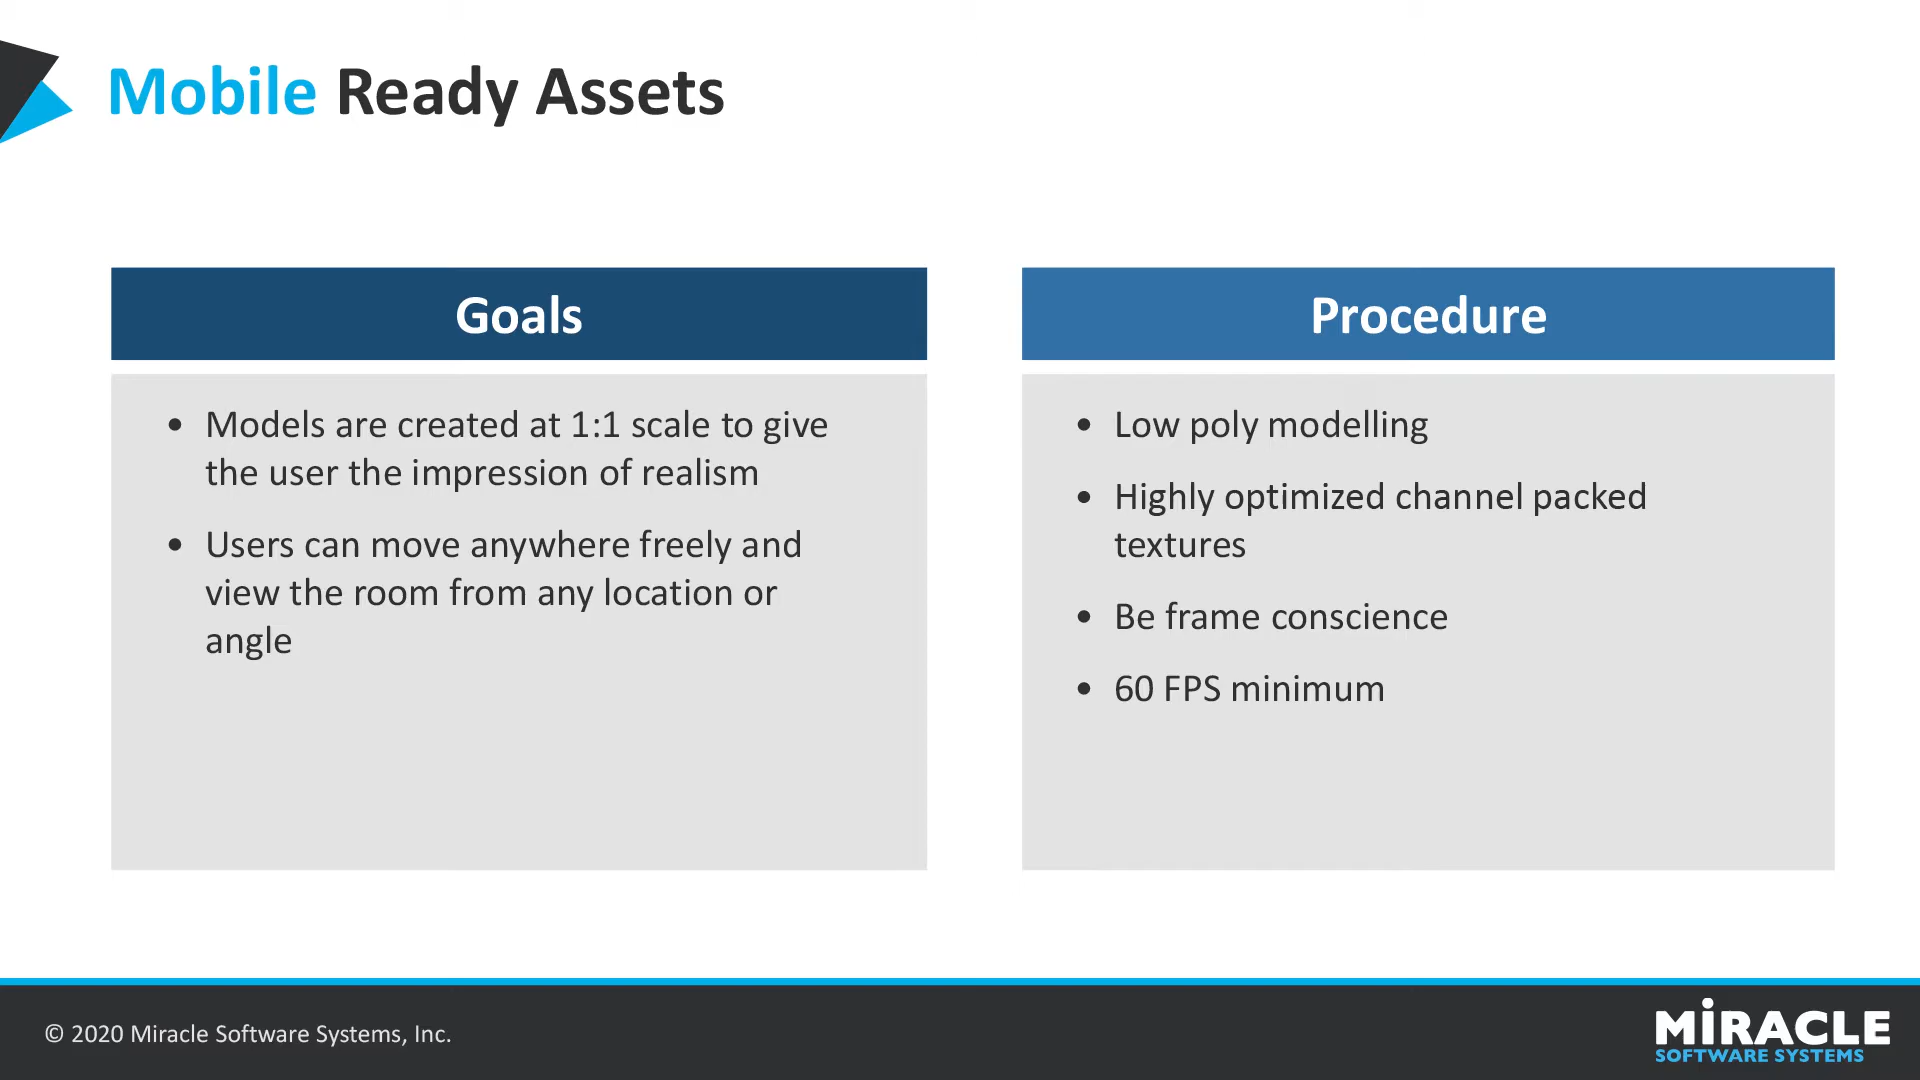 Mobile Ready Assets
Goals
• Models are created at 1:1 scale to give
the user the impression of realism
• Users can move anywhere freely and
view the room from any location or
angle
Procedure
• Low poly modelling
• Highly optimized channel packed
textures
• Be frame conscience
• 60 FPS minimum
© 2020 Miracle Software Systems, Inc.
MiRACLE
SOFTWARE SYSTEMS